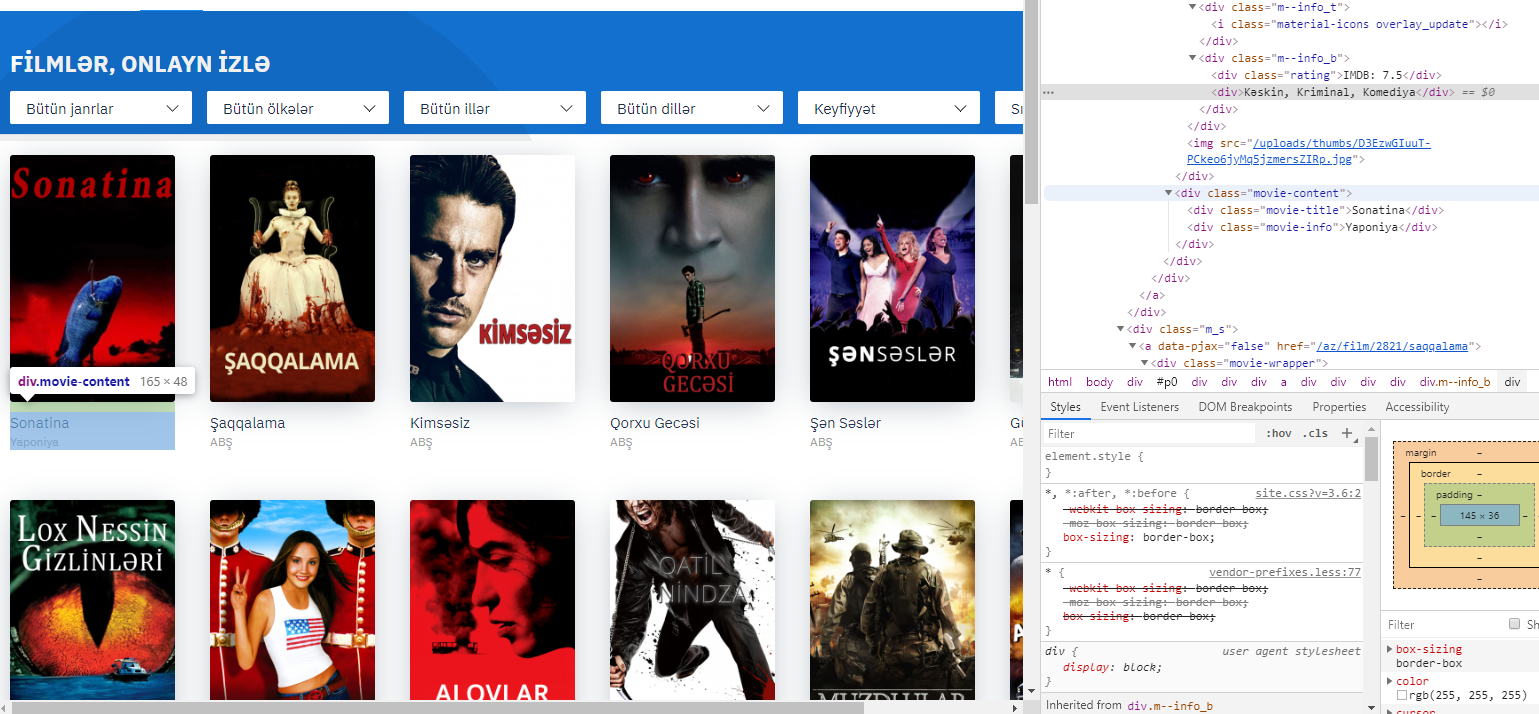 FİLMLƏR, ONLAYN İZLƏ
Bütün janrlar
Bütün ölkələr
Bütün illər
Bütün dillər
Keyfiyyət
Sonatina
ŞAQQALAMA
KİMSƏSİZ
QORXU
GECƏSİ
ŞƏNSƏSLƏR
div.movie-content 165 × 48
Sonatina
Yaponiya
Şaqqalama
ABŞ
Kimsəsiz
ABŞ
Qorxu Gecəsi
ABŞ
Şən Səslər
ABŞ
LOX NESSİN
GİZLİNLƏRİ
ALOVLAR
QATİL
NİNDZA
MUZDLULAR
▼<div class="m--info_t">
<i class="material-icons overlay_update"></i>
</div>
▼<div class="m--info_b">
<div class="rating">IMDB: 7.5</div>
<div>Kəskin, Kriminal, Komediya</div> == $0
</div>
</div>
<img src="/uploads/thumbs/D3EzwGIuuT-
PCkeo6jyMq5jzmersZIRp.jpg">
</div>
▼<div class="movie-content">
<div class="movie-title">Sonatina</div>
<div class="movie-info">Yaponiya</div>
</div>
</div>
</div>
</a>
</div>
▼<div class="m_s">
▼<a data-pjax="false" href="/az/film/2821/saqqalama">
▼<div class="movie-wrapper">
html body div #p0 div div div a div div div div div.m--info_b div
Styles Event Listeners DOM Breakpoints Properties Accessibility
Filter :hov .cls +
element.style {
}
*, *:after, *:before { site.css?v=3.6:2
-webkit-box-sizing: border-box;
-moz-box-sizing: border-box;
box-sizing: border-box;
}
* { vendor-prefixes.less:77
-webkit-box-sizing: border-box;
-moz-box-sizing: border-box;
box-sizing: border-box;
}
div { user agent stylesheet
display: block;
}
Inherited from div.m--info_b
margin –
border –
padding –
145 × 36
Filter
box-sizing
border-box
color
rgb(255, 255, 255)
cursor